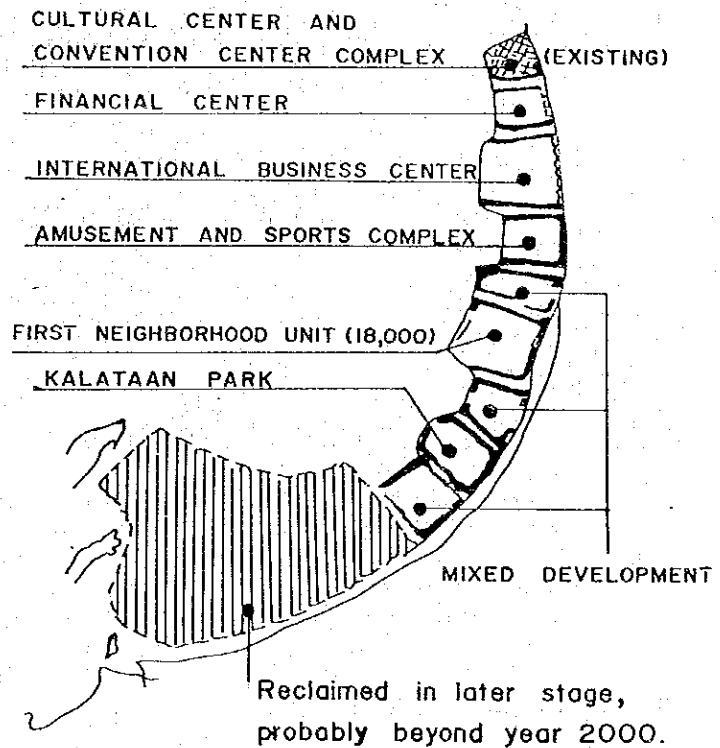 CULTURAL CENTER AND
CONVENTION CENTER COMPLEX (EXISTING)
FINANCIAL CENTER
INTERNATIONAL BUSINESS CENTER
AMUSEMENT AND SPORTS COMPLEX
FIRST NEIGHBORHOOD UNIT (18,000)
KALATAAN PARK
MIXED DEVELOPMENT
Reclaimed in later stage,
probably beyond year 2000.